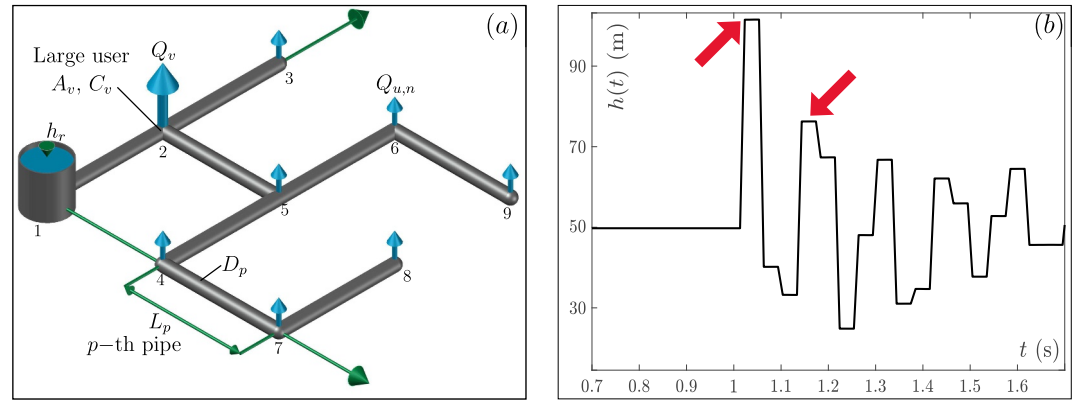 (a)
Large user
A_v, C_v
Q_v
3
Q_{u,n}
h_r
2
6
1
5
9
4
D_p
8
L_p
p−th pipe
7
(b)
h(t) (m)
90
70
50
30
t (s)
0.7 0.8 0.9 1 1.1 1.2 1.3 1.4 1.5 1.6